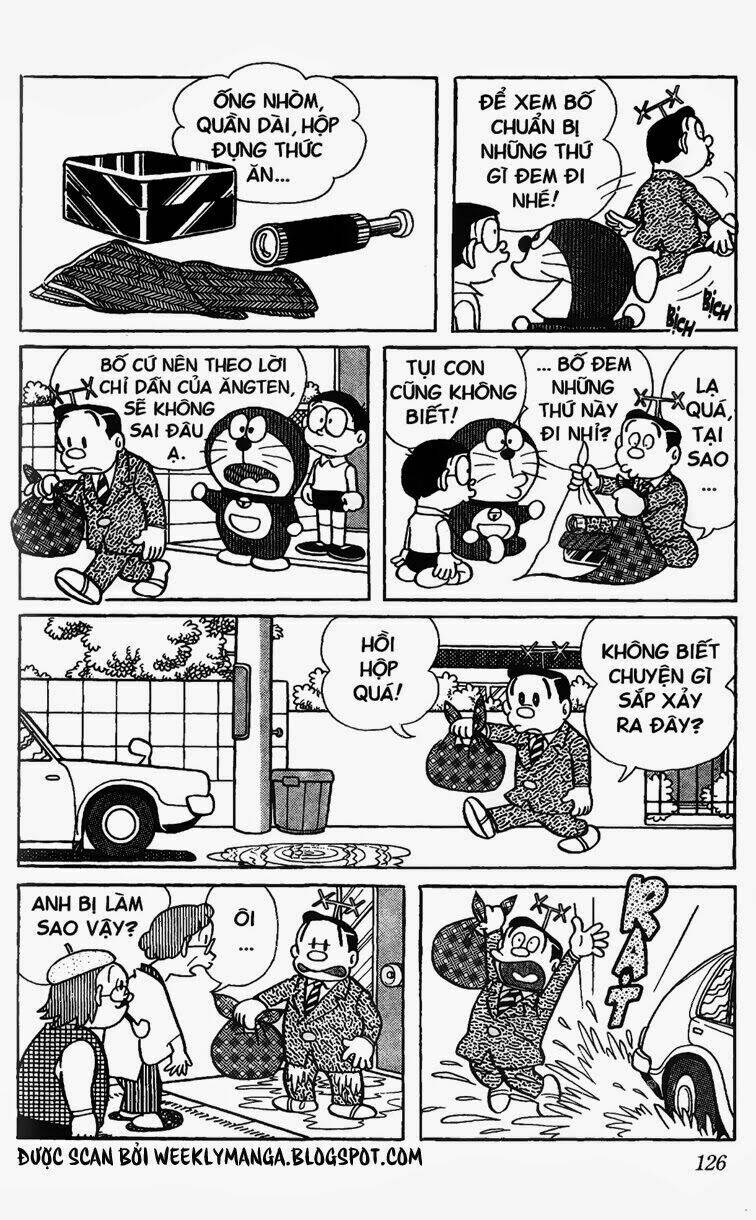 ĐỂ XEM BỐ
CHUẨN BỊ
NHỮNG THỨ
GÌ ĐEM ĐI
NHÉ!
BỊCH
BỊCH
ỐNG NHÒM,
QUẦN DÀI, HỘP
ĐỰNG THỨC
ĂN...
LẠ
QUÁ,
TẠI
SAO
...
... BỐ ĐEM
NHỮNG
THỨ NÀY
ĐI NHỈ?
TỤI CON
CŨNG KHÔNG
BIẾT!
BỐ CỨ NÊN THEO LỜI
CHỈ DẪN CỦA ĂNGTEN,
SẼ KHÔNG
SAI ĐÂU
Ạ.
KHÔNG BIẾT
CHUYỆN GÌ
SẮP XẢY
RA ĐÂY?
HỒI
HỘP
QUÁ!
RẠT
ÔI
...
ANH BỊ LÀM
SAO VẬY?
ĐƯỢC SCAN BỞI WEEKLYMANGA.BLOGSPOT.COM
126